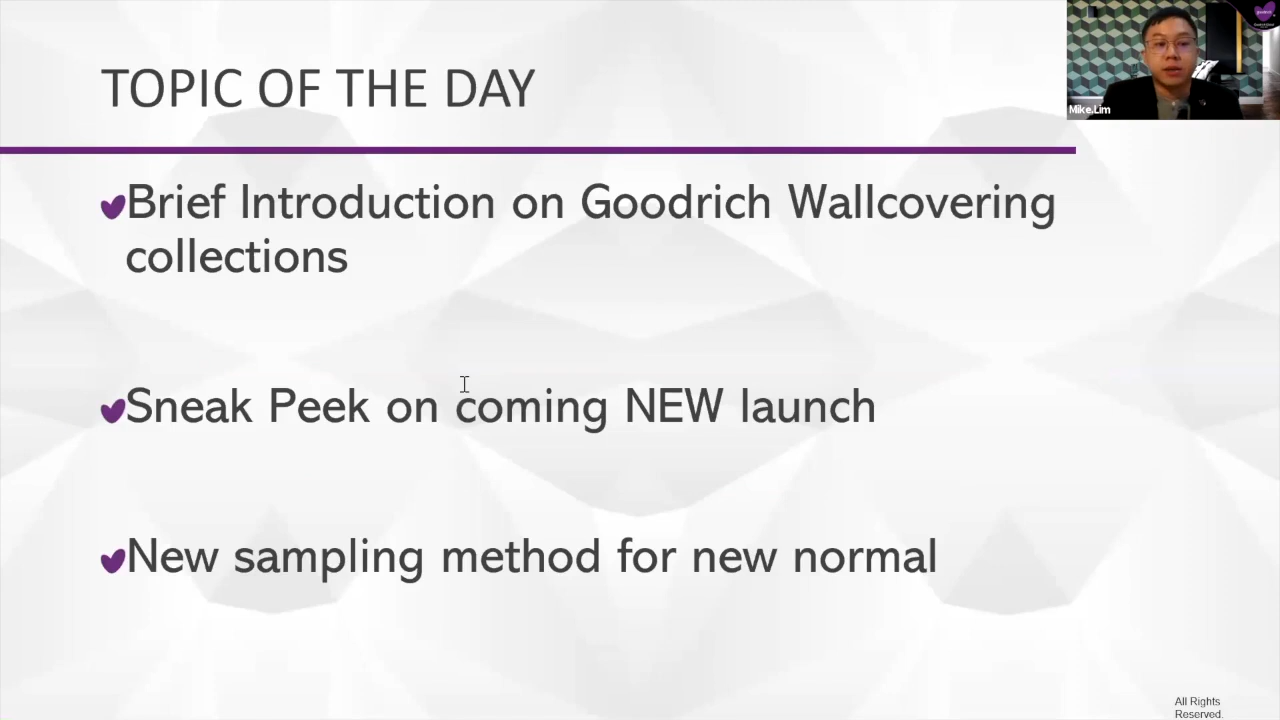 TOPIC OF THE DAY
Mike,Lim
Brief Introduction on Goodrich Wallcovering
collections
Sneak Peek on coming NEW launch
New sampling method for new normal
All Rights
Reserved.